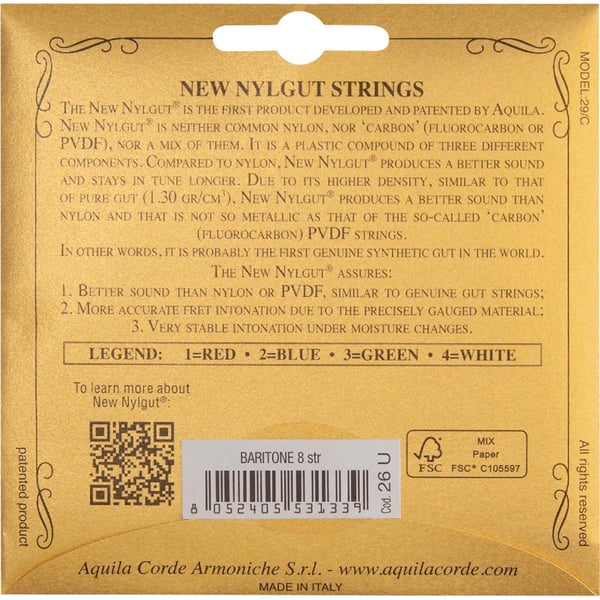 NEW NYLGUT STRINGS
THE NEW NYLGUT® IS THE FIRST PRODUCT DEVELOPED AND PATENTED BY AQUILA.
NEW NYLGUT® IS NEITHER COMMON NYLON, NOR ‘CARBON’ (FLUOROCARBON OR
PVDF), NOR A MIX OF THEM. IT IS A PLASTIC COMPOUND OF THREE DIFFERENT
COMPONENTS. COMPARED TO NYLON, NEW NYLGUT® PRODUCES A BETTER SOUND
AND STAYS IN TUNE LONGER. DUE TO ITS HIGHER DENSITY, SIMILAR TO THAT
OF PURE GUT (1.30 GR/CM³), NEW NYLGUT® PRODUCES A BETTER SOUND THAN
NYLON AND THAT IS NOT SO METALLIC AS THAT OF THE SO-CALLED ‘CARBON’
(FLUOROCARBON) PVDF STRINGS.
IN OTHER WORDS, IT IS PROBABLY THE FIRST GENUINE SYNTHETIC GUT IN THE WORLD.
THE NEW NYLGUT® ASSURES:
1. BETTER SOUND THAN NYLON OR PVDF, SIMILAR TO GENUINE GUT STRINGS;
2. MORE ACCURATE FRET INTONATION DUE TO THE PRECISELY GAUGED MATERIAL;
3. VERY STABLE INTONATION UNDER MOISTURE CHANGES.
LEGEND: 1=RED • 2=BLUE • 3=GREEN • 4=WHITE
To learn more about
New Nylgut®:
BARITONE 8 str
8 052405 531339
Cod. 26 U
FSC
MIX
Paper
FSC® C105597
MODEL:29/C
patented product
All rights reserved
Aquila Corde Armoniche S.r.l. - www.aquilacorde.com
MADE IN ITALY